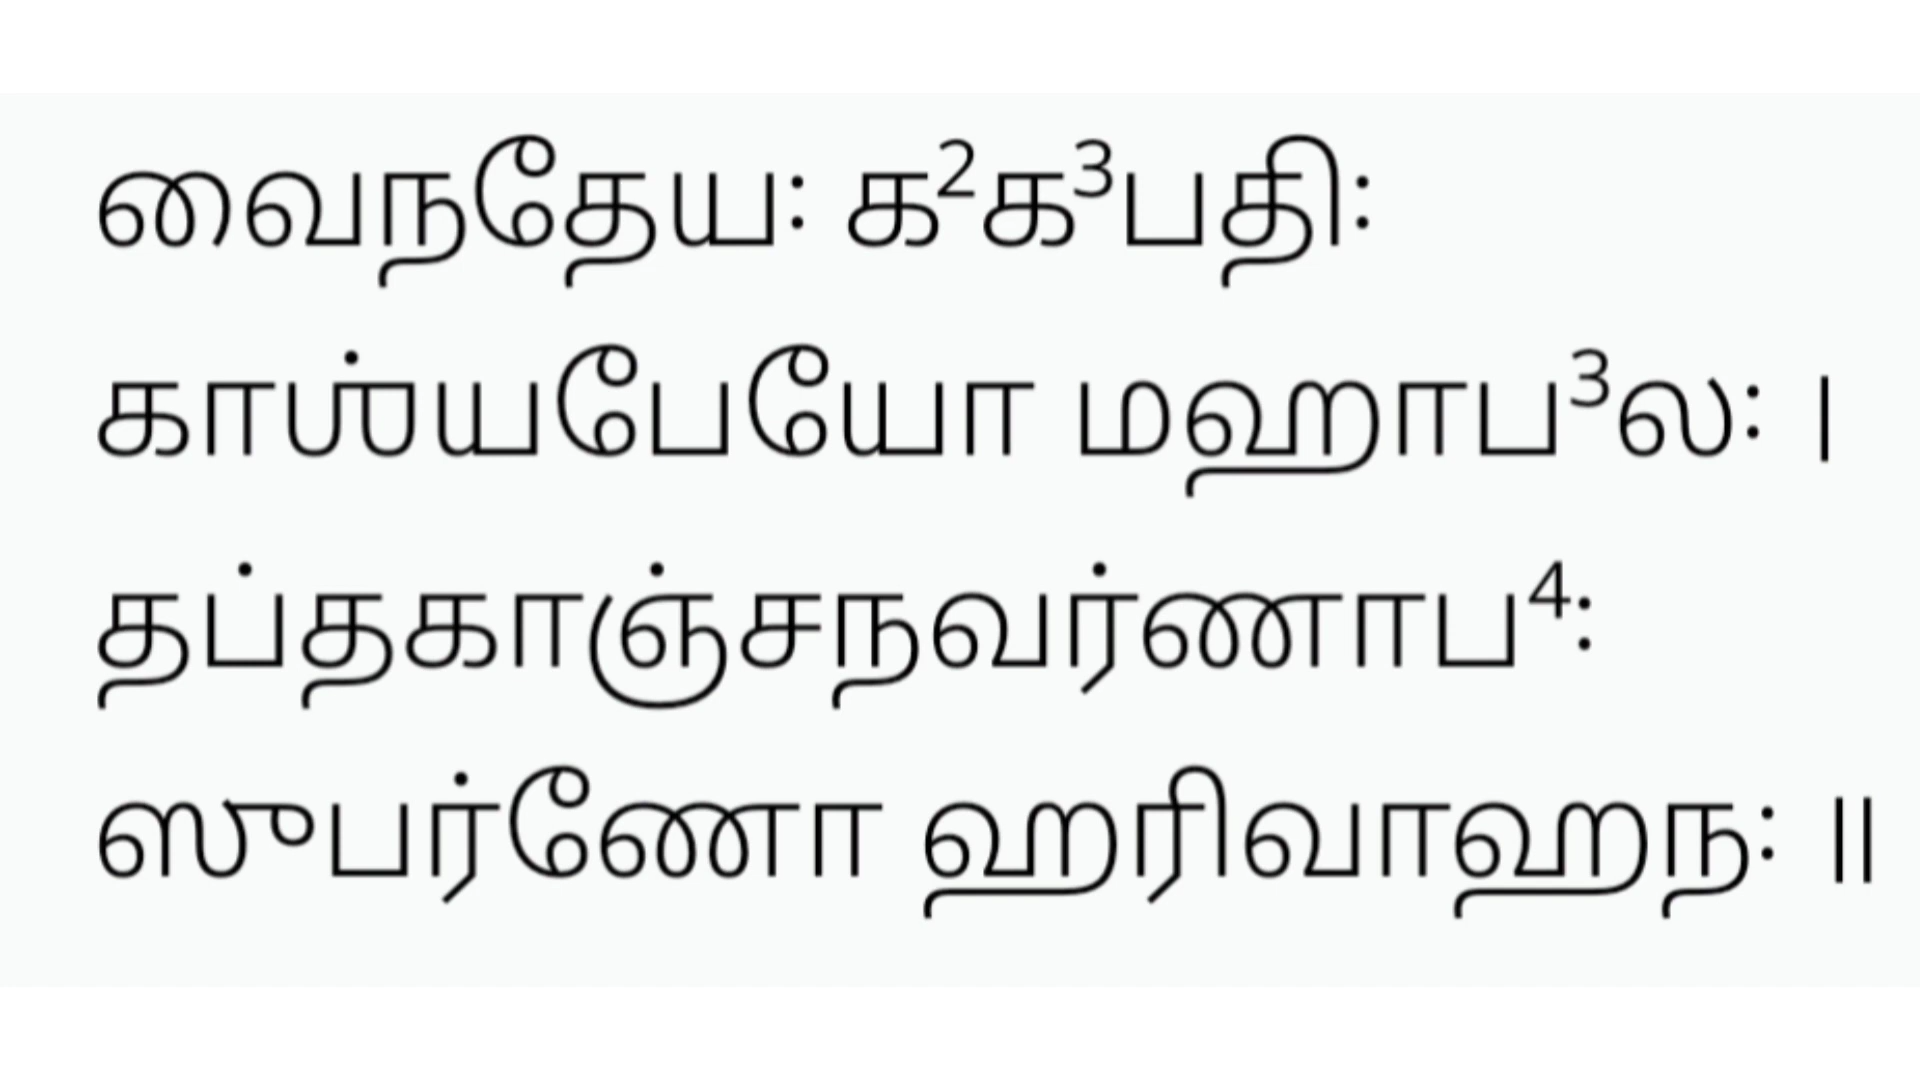 வைநதேய: க²க³பதி:
காஶ்யபேயோ மஹாப³ல: |
தப்தகாஞ்சநவர்ணாப⁴:
ஸுபர்ணோ ஹரிவாஹந: ||